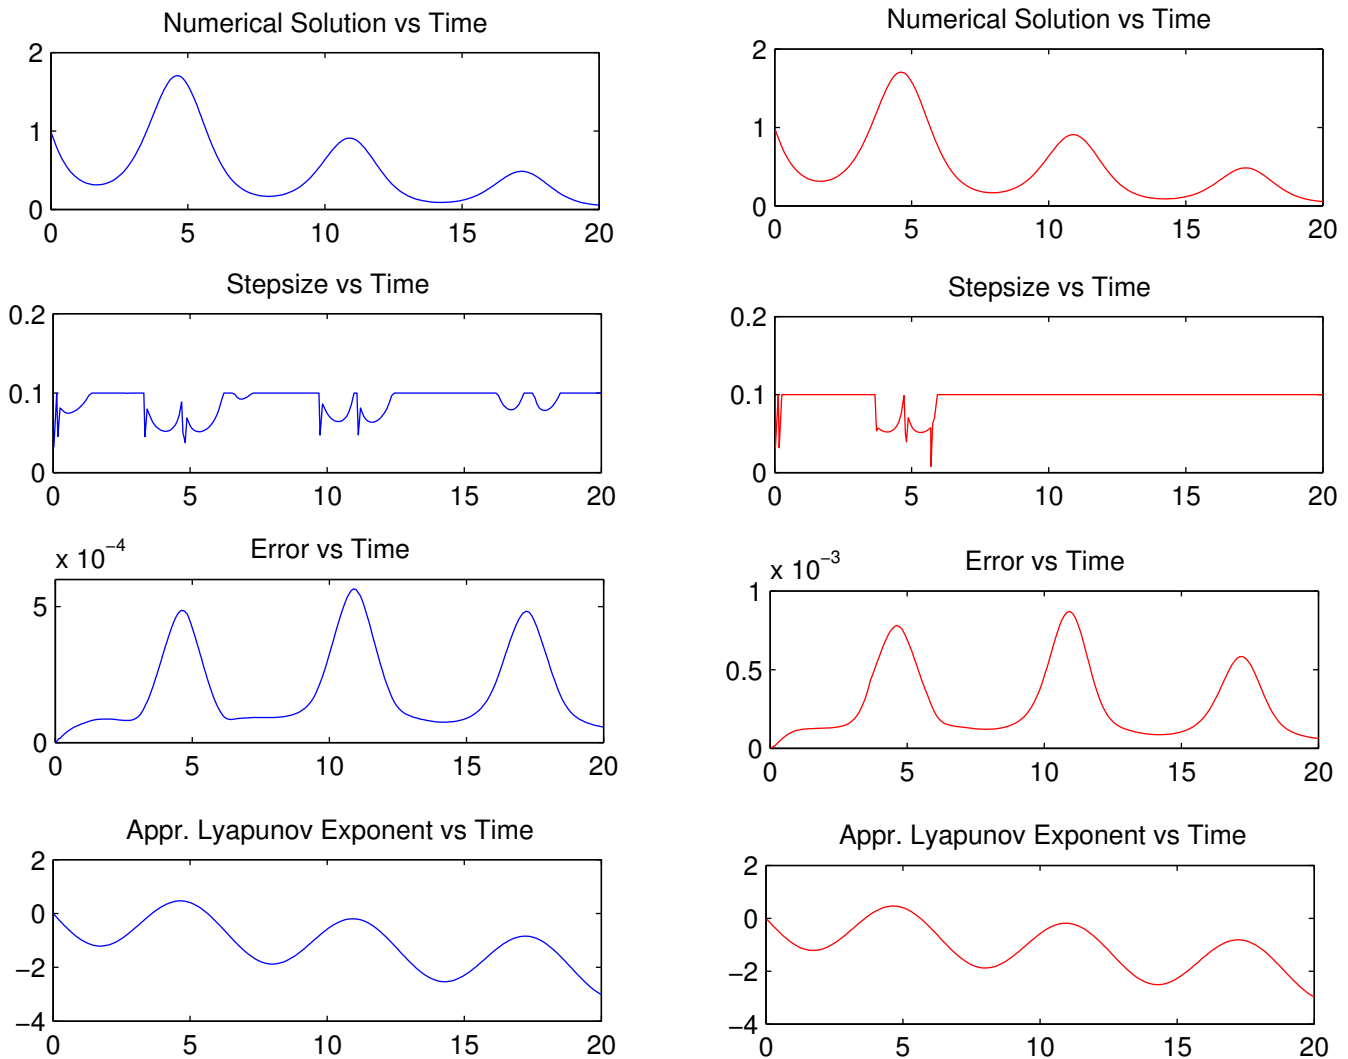 Numerical Solution vs Time
2
1
0
0 5 10 15 20
Stepsize vs Time
0.2
0.1
0
0 5 10 15 20
x 10−4
Error vs Time
5
0
0 5 10 15 20
Appr. Lyapunov Exponent vs Time
2
0
−2
−4
0 5 10 15 20
Numerical Solution vs Time
2
1
0
0 5 10 15 20
Stepsize vs Time
0.2
0.1
0
0 5 10 15 20
x 10−3
Error vs Time
1
0.5
0
0 5 10 15 20
Appr. Lyapunov Exponent vs Time
2
0
−2
−4
0 5 10 15 20